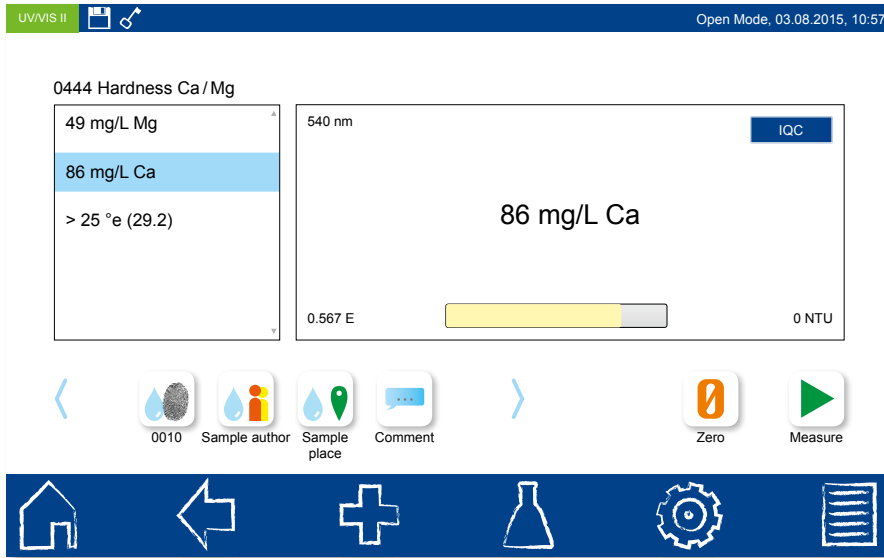 UV/VIS II
Open Mode, 03.08.2015, 10:57
0444 Hardness Ca / Mg
49 mg/L Mg
86 mg/L Ca
> 25 °e (29.2)
540 nm
IQC
86 mg/L Ca
0.567 E
0 NTU
0010
Sample author
Sample
place
Comment
Zero
Measure